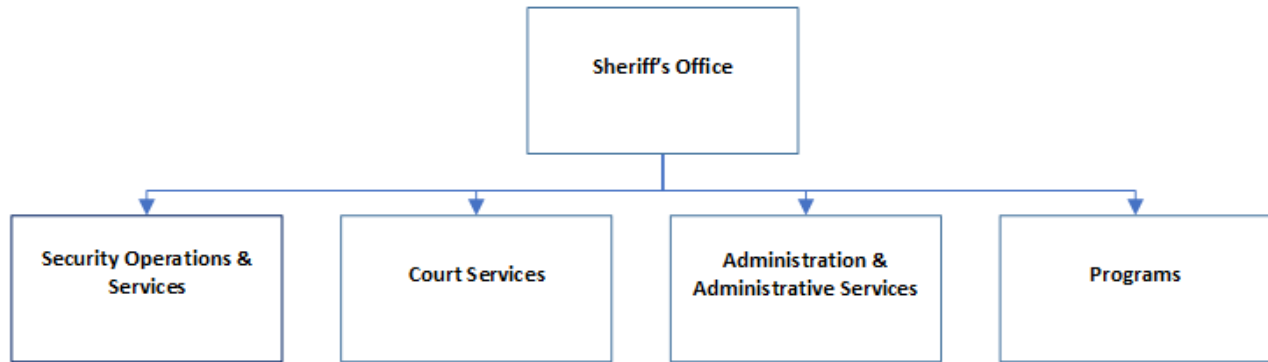 Sheriff's Office
Security Operations &
Services
Court Services
Administration &
Administrative Services
Programs